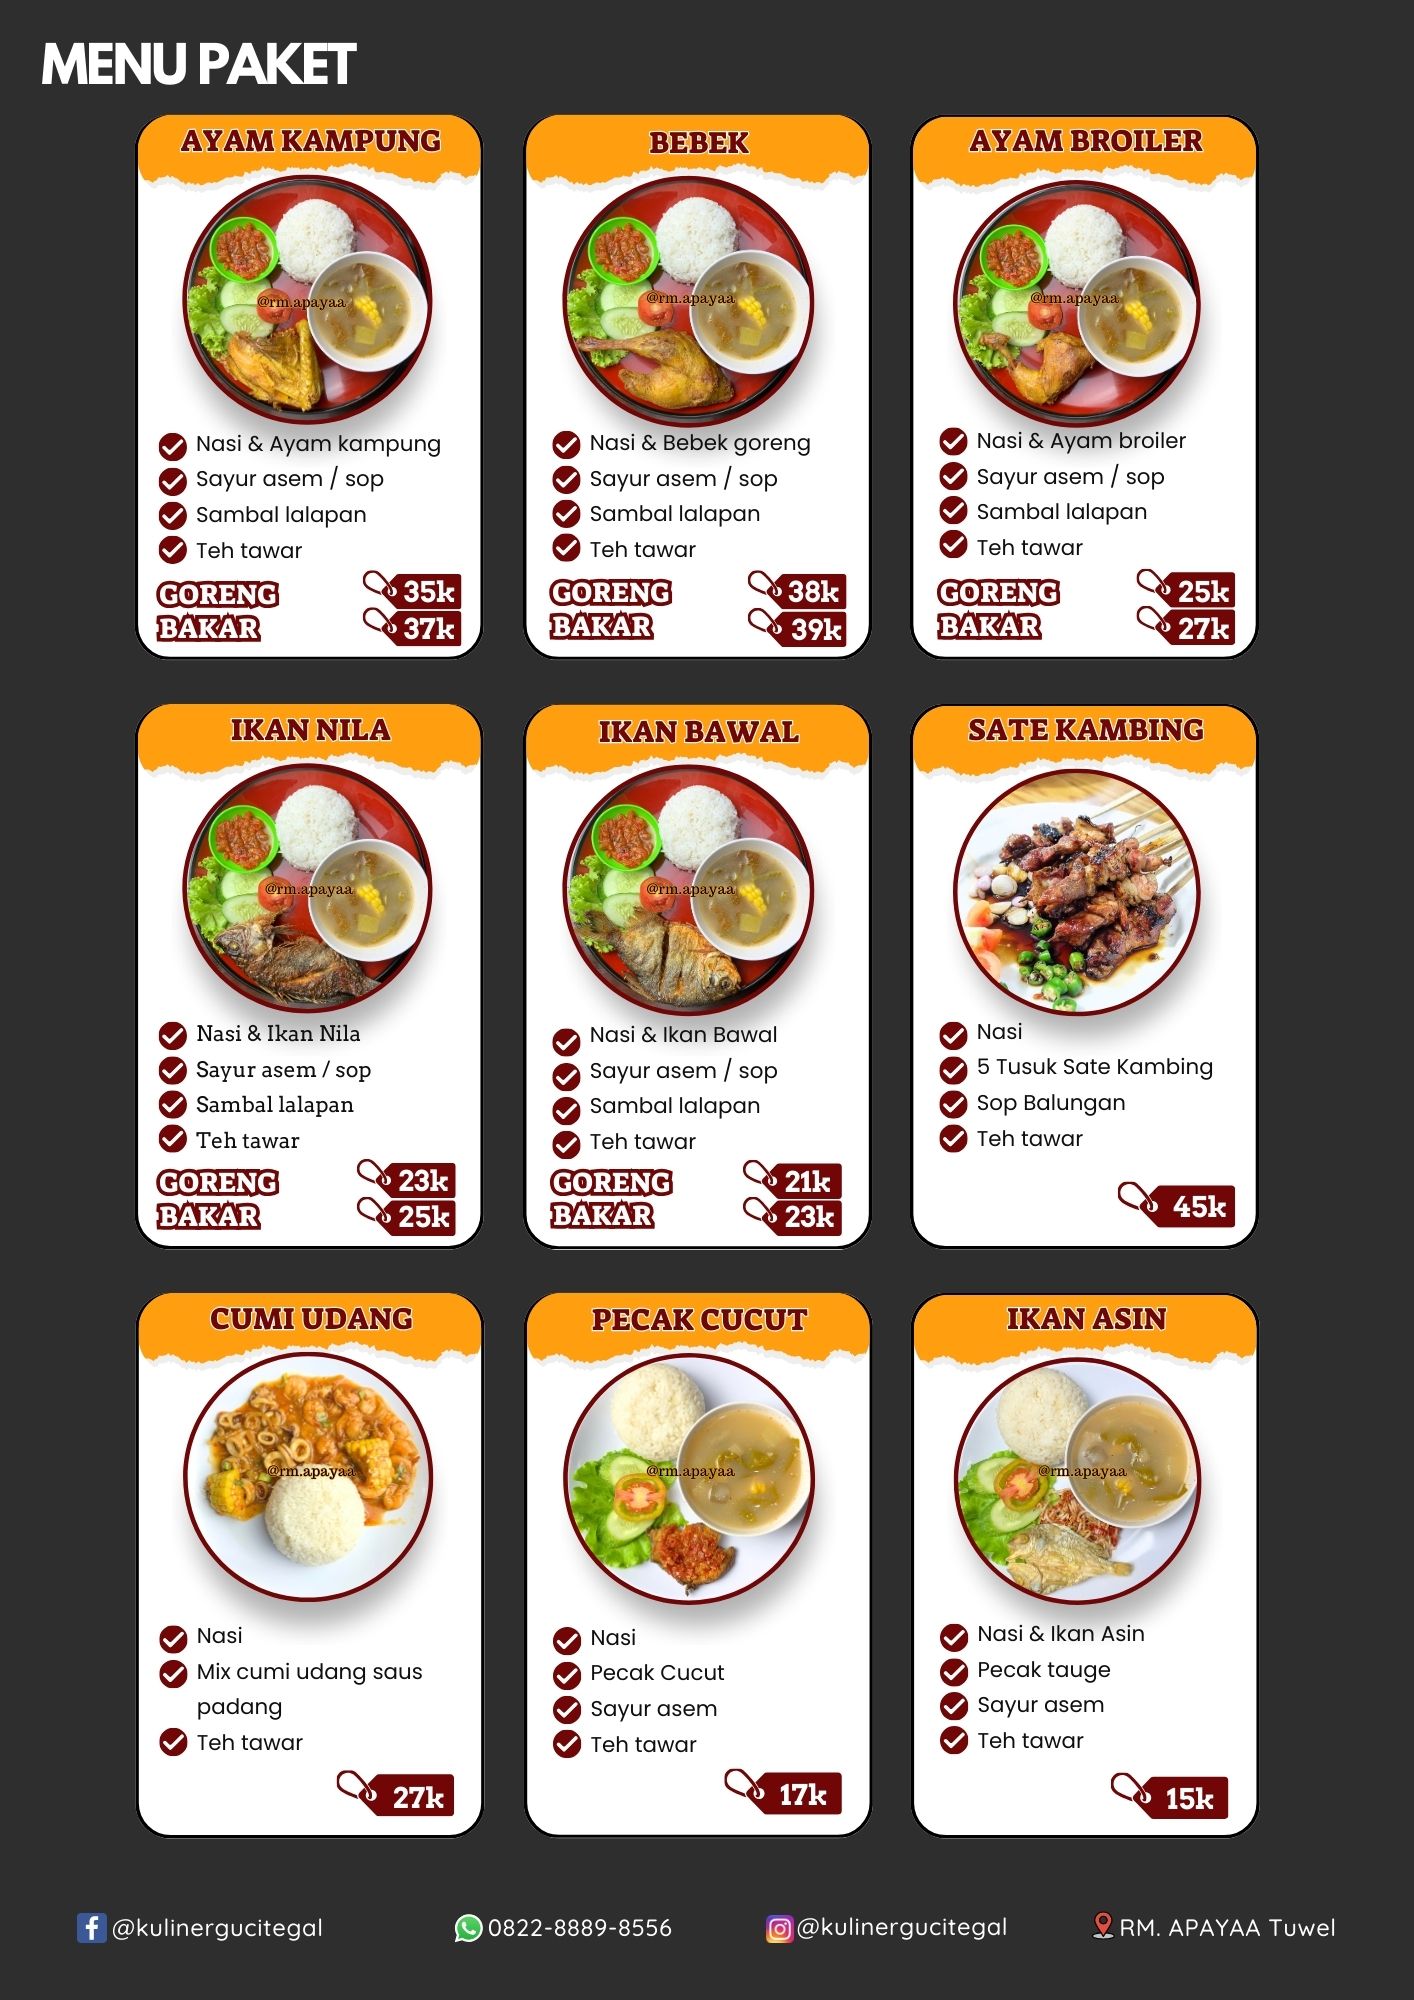 MENU PAKET
AYAM KAMPUNG
@rm.apayaa
Nasi & Ayam kampung
Sayur asem / sop
Sambal lalapan
Teh tawar
GORENG 35k
BAKAR 37k
BEBEK
@rm.apayaa
Nasi & Bebek goreng
Sayur asem / sop
Sambal lalapan
Teh tawar
GORENG 38k
BAKAR 39k
AYAM BROILER
@rm.apayaa
Nasi & Ayam broiler
Sayur asem / sop
Sambal lalapan
Teh tawar
GORENG 25k
BAKAR 27k
IKAN NILA
@rm.apayaa
Nasi & Ikan Nila
Sayur asem / sop
Sambal lalapan
Teh tawar
GORENG 23k
BAKAR 25k
IKAN BAWAL
@rm.apayaa
Nasi & Ikan Bawal
Sayur asem / sop
Sambal lalapan
Teh tawar
GORENG 21k
BAKAR 23k
SATE KAMBING
Nasi
5 Tusuk Sate Kambing
Sop Balungan
Teh tawar
45k
CUMI UDANG
@rm.apayaa
Nasi
Mix cumi udang saus
padang
Teh tawar
27k
PECAK CUCUT
@rm.apayaa
Nasi
Pecak Cucut
Sayur asem
Teh tawar
17k
IKAN ASIN
@rm.apayaa
Nasi & Ikan Asin
Pecak tauge
Sayur asem
Teh tawar
15k
@kulinergucitegal
0822-8889-8556
@kulinergucitegal
RM. APAYAA Tuwel